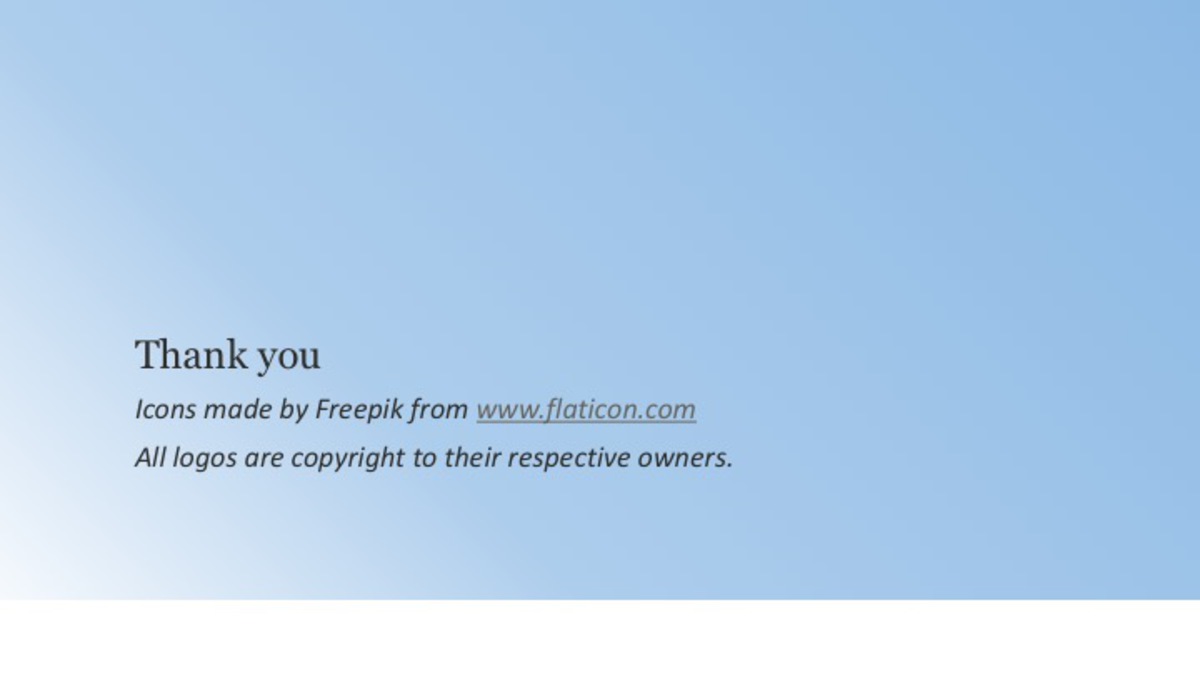 Thank you
Icons made by Freepik from www.flaticon.com
All logos are copyright to their respective owners.